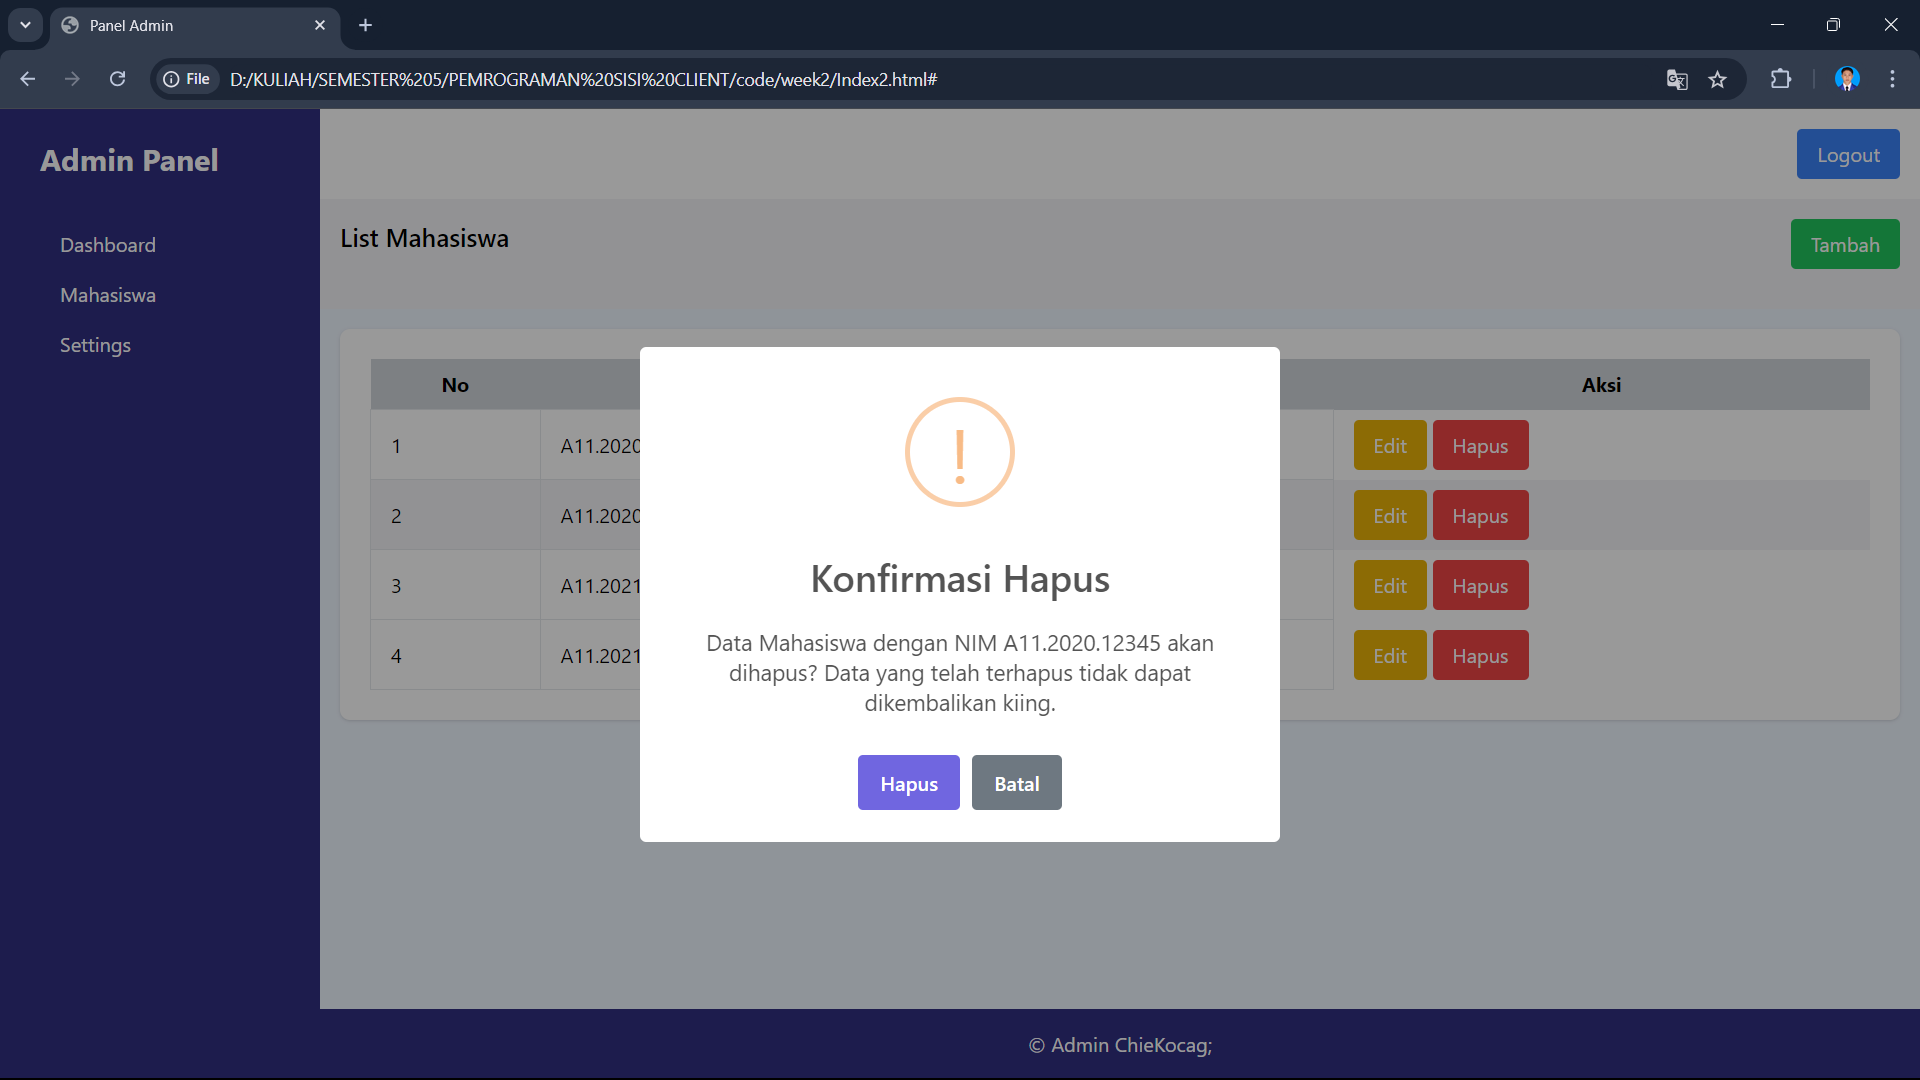 Panel Admin
File
D:/KULIAH/SEMESTER%205/PEMROGRAMAN%20SISI%20CLIENT/code/week2/Index2.html#
Admin Panel
Logout
Dashboard
Mahasiswa
Settings
List Mahasiswa
Tambah
No
Aksi
1
A11.2020
Edit
Hapus
2
A11.2020
Edit
Hapus
3
A11.2021
Edit
Hapus
4
A11.2021
Edit
Hapus
!
Konfirmasi Hapus
Data Mahasiswa dengan NIM A11.2020.12345 akan
dihapus? Data yang telah terhapus tidak dapat
dikembalikan kiing.
Hapus
Batal
© Admin ChieKocag;